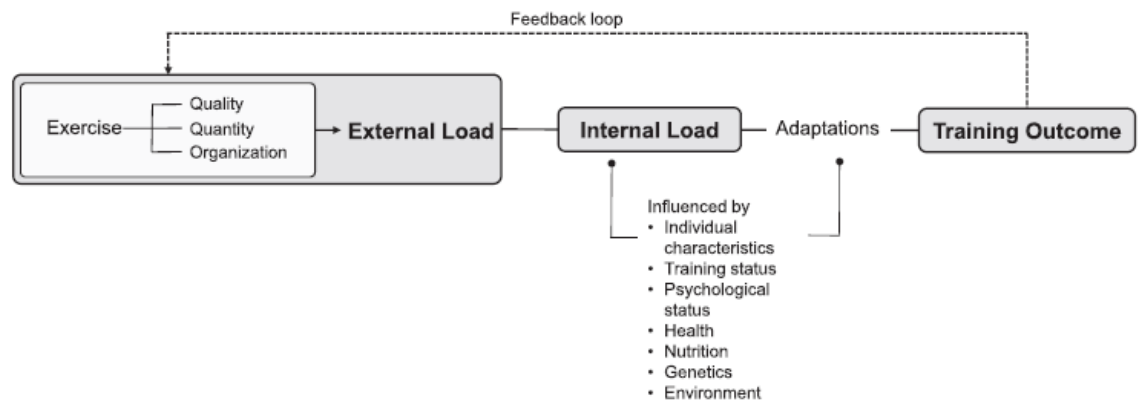 Feedback loop
Exercise
Quality
Quantity
Organization
External Load
Internal Load
Adaptations
Training Outcome
Influenced by
• Individual
characteristics
• Training status
• Psychological
status
• Health
• Nutrition
• Genetics
• Environment